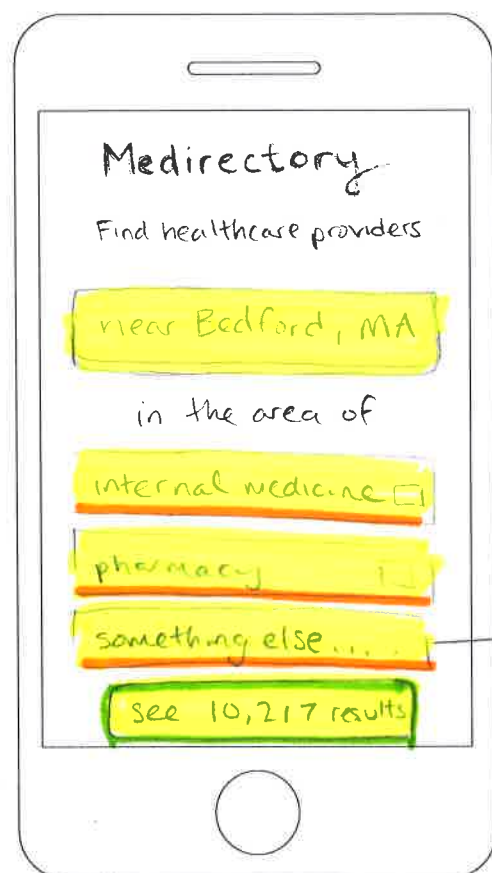 Medirectory
Find healthcare providers
near Bedford, MA
in the area of
internal medicine
pharmacy
something else....
see 10,217 results